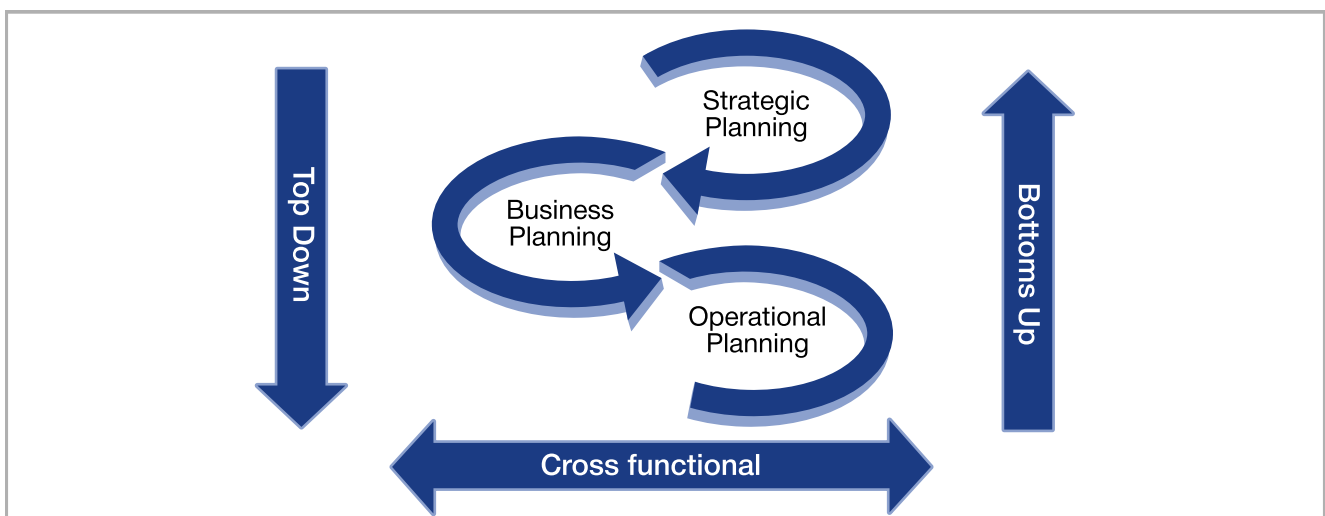 Strategic
Planning
Top Down
Business
Planning
Bottoms Up
Operational
Planning
Cross functional